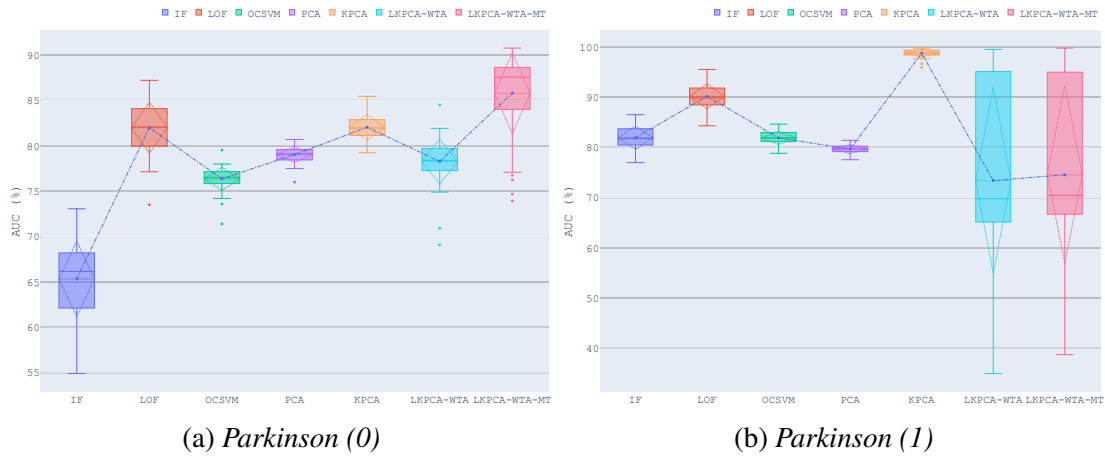 IF LOF OCSVM PCA KPCA LKPCA-WTA LKPCA-WTA-MT
90
85
80
75
70
65
60
55
AUC (%)
IF LOF OCSVM PCA KPCA LKPCA-WTA LKPCA-WTA-MT
(a) Parkinson (0)
IF LOF OCSVM PCA KPCA LKPCA-WTA LKPCA-WTA-MT
100
90
80
70
60
50
40
AUC (%)
IF LOF OCSVM PCA KPCA LKPCA-WTA LKPCA-WTA-MT
(b) Parkinson (1)